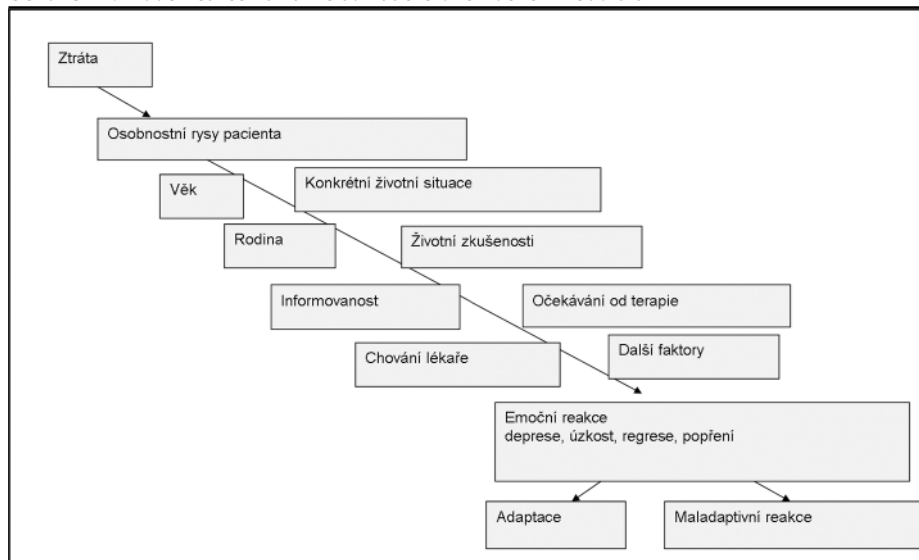 Ztráta
Osobnostní rysy pacienta
Věk
Konkrétní životní situace
Rodina
Životní zkušenosti
Informovanost
Očekávání od terapie
Chování lékaře
Další faktory
Emoční reakce
deprese, úzkost, regrese, popření
Adaptace
Maladaptivní reakce